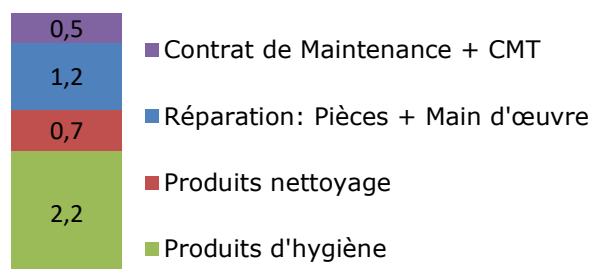 0,5
Contrat de Maintenance + CMT
1,2
Réparation: Pièces + Main d'œuvre
0,7
Produits nettoyage
2,2
Produits d'hygiène